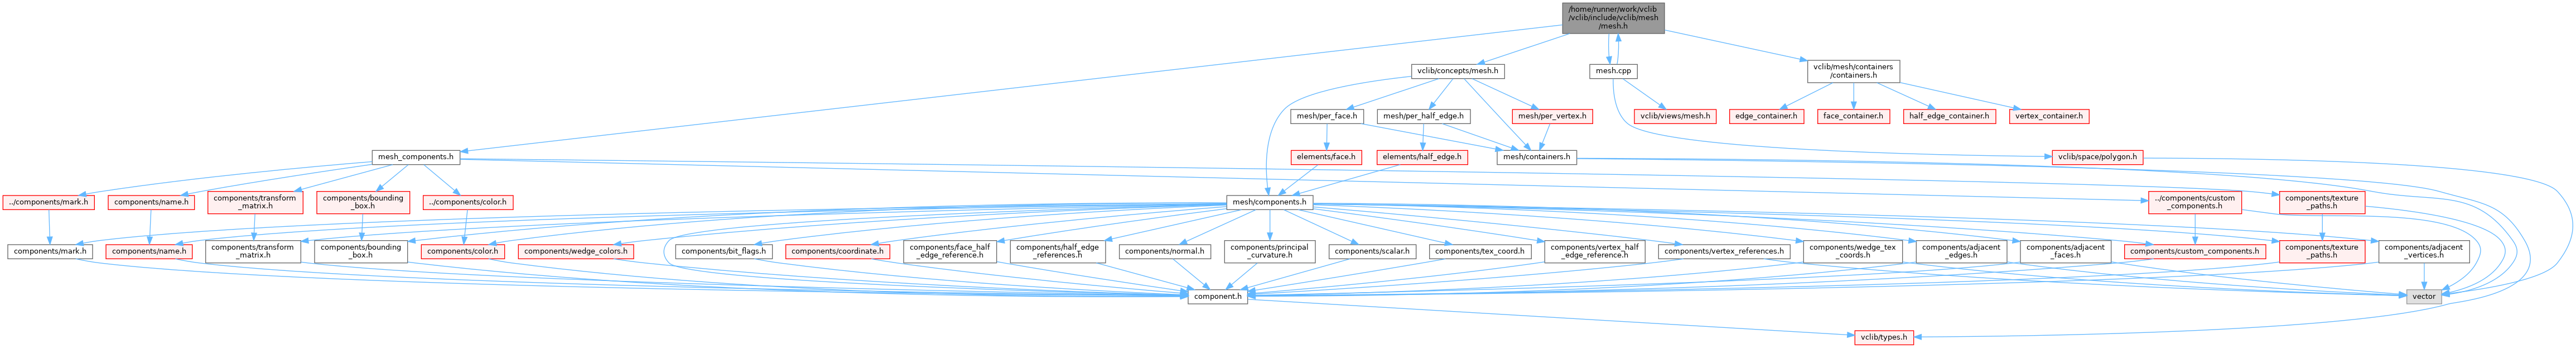 /home/runner/work/vclib
/vclib/include/vclib/mesh
/mesh.h
vclib/concepts/mesh.h
mesh.cpp
vclib/mesh/containers
/containers.h
mesh/per_face.h
mesh/per_half_edge.h
mesh/per_vertex.h
vclib/views/mesh.h
edge_container.h
face_container.h
half_edge_container.h
vertex_container.h
mesh_components.h
elements/face.h
elements/half_edge.h
mesh/containers.h
vclib/space/polygon.h
../components/mark.h
components/name.h
components/transform
_matrix.h
components/bounding
_box.h
../components/color.h
mesh/components.h
../components/custom
_components.h
components/texture
_paths.h
components/mark.h
components/name.h
components/transform
_matrix.h
components/bounding
_box.h
components/color.h
components/wedge_colors.h
components/bit_flags.h
components/coordinate.h
components/face_half
_edge_reference.h
components/half_edge
_references.h
components/normal.h
components/principal
_curvature.h
components/scalar.h
components/tex_coord.h
components/vertex_half
_edge_reference.h
components/vertex_references.h
components/wedge_tex
_coords.h
components/adjacent
_edges.h
components/adjacent
_faces.h
components/custom_components.h
components/texture
_paths.h
components/adjacent
_vertices.h
component.h
vector
vclib/types.h